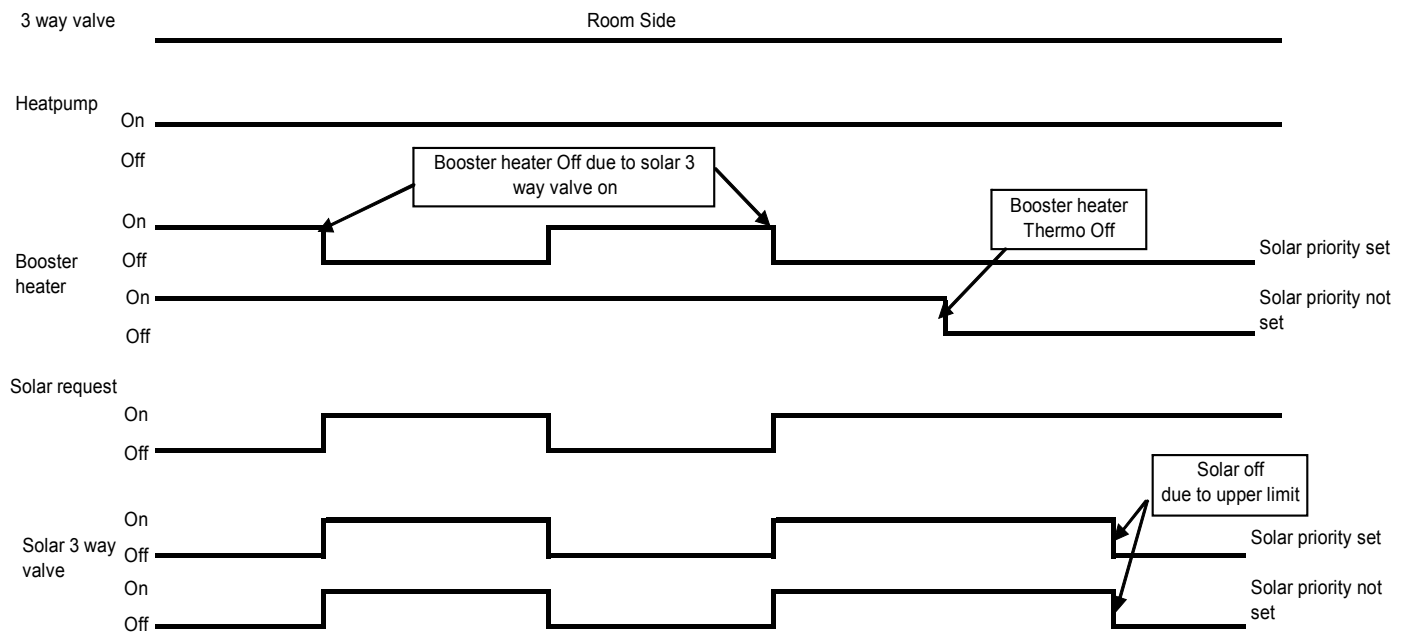 3 way valve
Room Side
Heatpump
On
Off
Booster heater Off due to solar 3
way valve on
Booster heater
Thermo Off
On
Booster
heater
Off
Solar priority set
On
Solar priority not
set
Off
Solar request
On
Off
Solar off
due to upper limit
On
Solar 3 way
valve
Off
Solar priority set
On
Solar priority not
set
Off